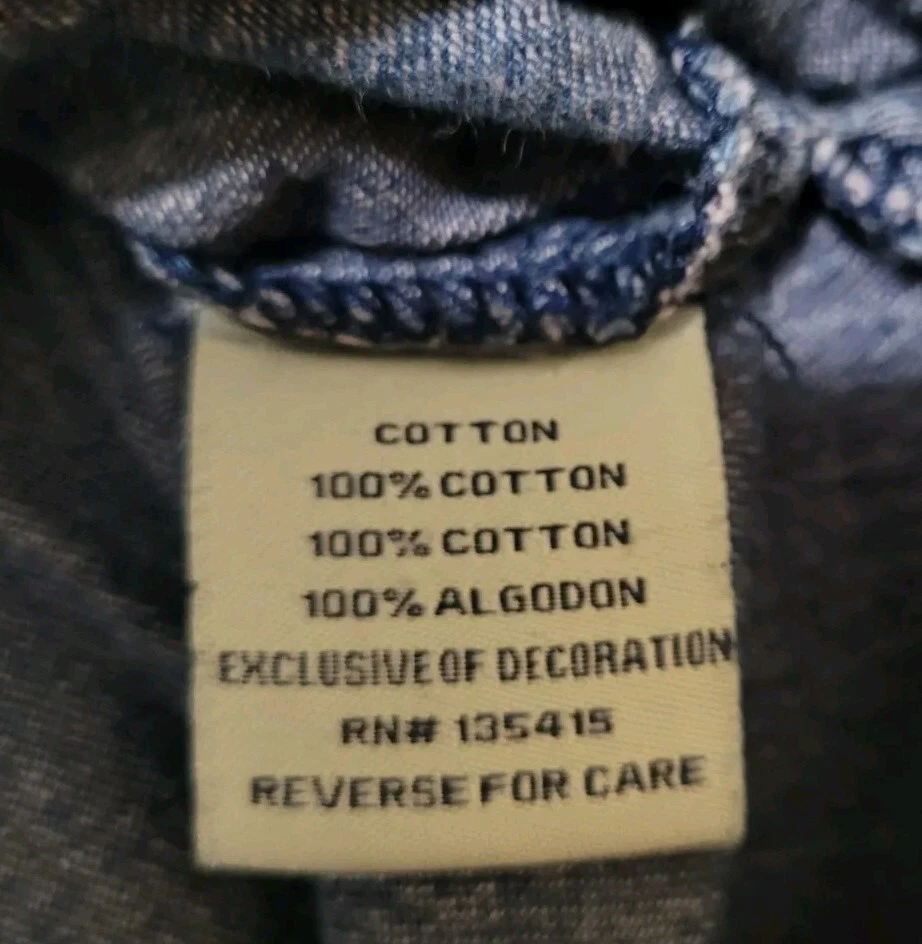 COTTON
100% COTTON
100% COTTON
100% ALGODON
EXCLUSIVE OF DECORATION
RN# 135415
REVERSE FOR CARE